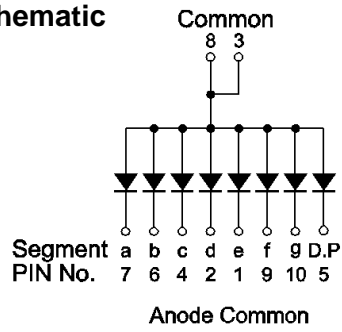 hematic
Common
8 3
Segment a b c d e f g D.P
PIN No. 7 6 4 2 1 9 10 5
Anode Common